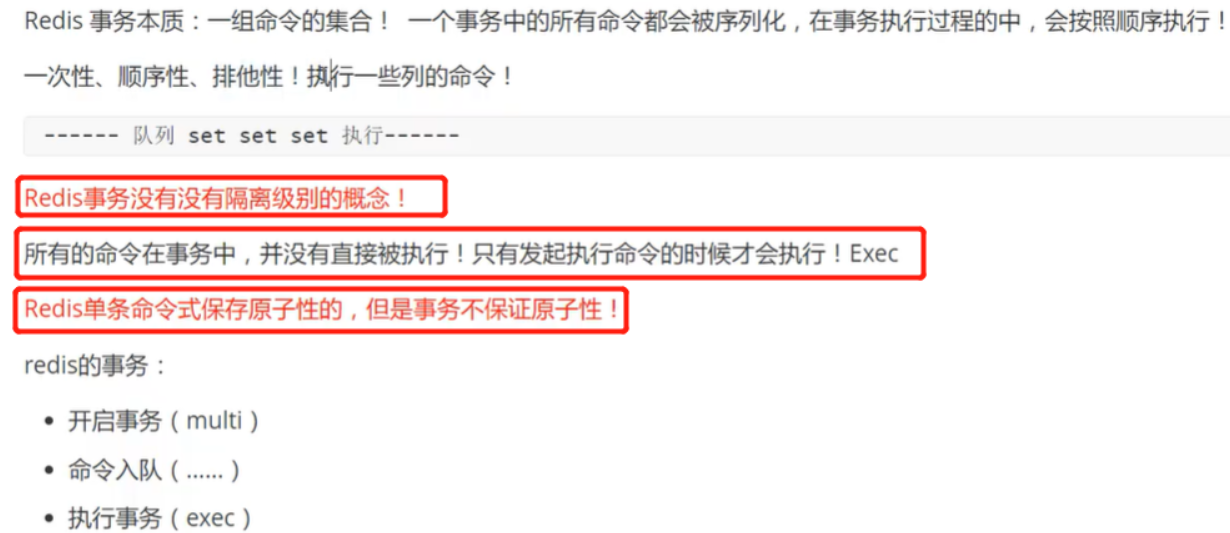 Redis 事务本质：一组命令的集合！ 一个事务中的所有命令都会被序列化，在事务执行过程的中，会按照顺序执行！
一次性、顺序性、排他性！执行一些列的命令！
------ 队列 set set set 执行------
Redis事务没有没有隔离级别的概念！
所有的命令在事务中，并没有直接被执行！只有发起执行命令的时候才会执行！Exec
Redis单条命令式保存原子性的，但是事务不保证原子性！
redis的事务：
• 开启事务（multi）
• 命令入队（......）
• 执行事务（exec）